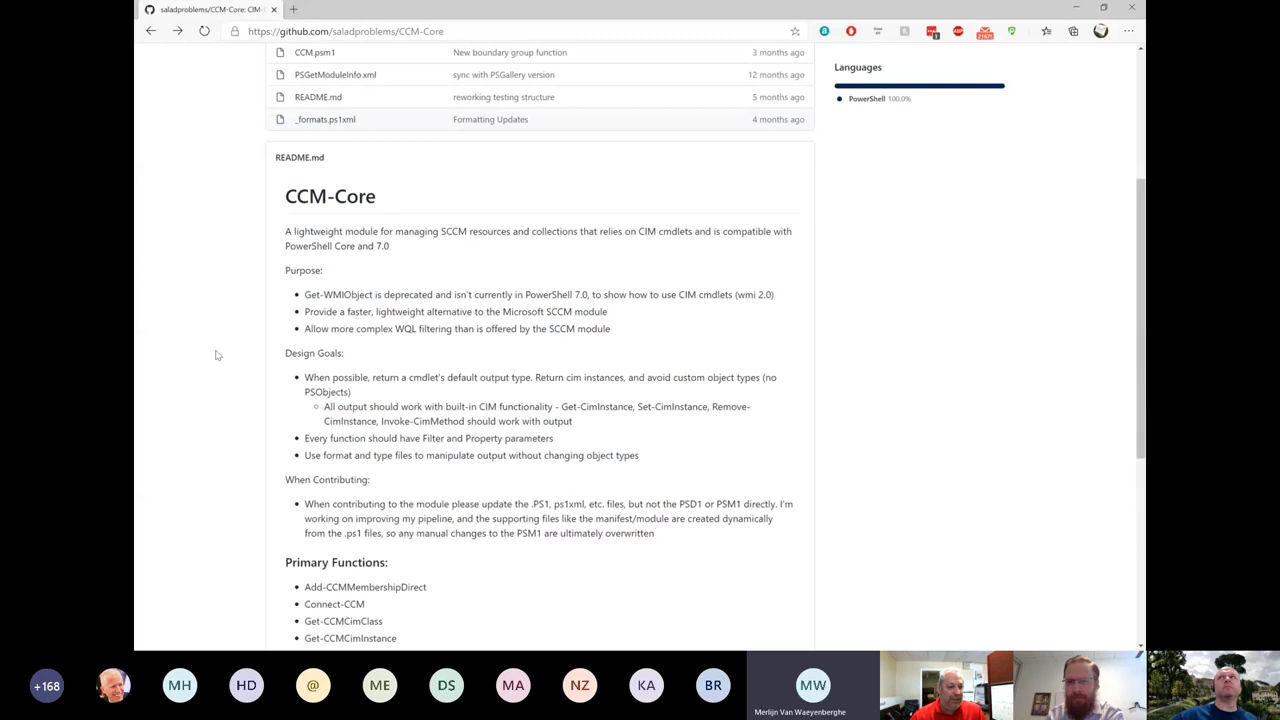 saladproblems/CCM-Core: CIM-
https://github.com/saladproblems/CCM-Core
1
21671
CCM.psm1 New boundary group function 3 months ago
PSGetModuleInfo.xml sync with PSGallery version 12 months ago
README.md reworking testing structure 5 months ago
_formats.ps1xml Formatting Updates 4 months ago
Languages
PowerShell 100.0%
README.md
CCM-Core
A lightweight module for managing SCCM resources and collections that relies on CIM cmdlets and is compatible with
PowerShell Core and 7.0
Purpose:
Get-WMIObject is deprecated and isn't currently in PowerShell 7.0, to show how to use CIM cmdlets (wmi 2.0)
Provide a faster, lightweight alternative to the Microsoft SCCM module
Allow more complex WQL filtering than is offered by the SCCM module
Design Goals:
When possible, return a cmdlet's default output type. Return cim instances, and avoid custom object types (no
PSObjects)
All output should work with built-in CIM functionality - Get-CimInstance, Set-CimInstance, Remove-
CimInstance, Invoke-CimMethod should work with output
Every function should have Filter and Property parameters
Use format and type files to manipulate output without changing object types
When Contributing:
When contributing to the module please update the .PS1, ps1xml, etc. files, but not the PSD1 or PSM1 directly. I'm
working on improving my pipeline, and the supporting files like the manifest/module are created dynamically
from the .ps1 files, so any manual changes to the PSM1 are ultimately overwritten
Primary Functions:
Add-CCMMembershipDirect
Connect-CCM
Get-CCMCimClass
Get-CCMCimInstance
+168 MH HD @ ME DS MA NZ KA BR MW
Merlijn Van Waeyenberghe